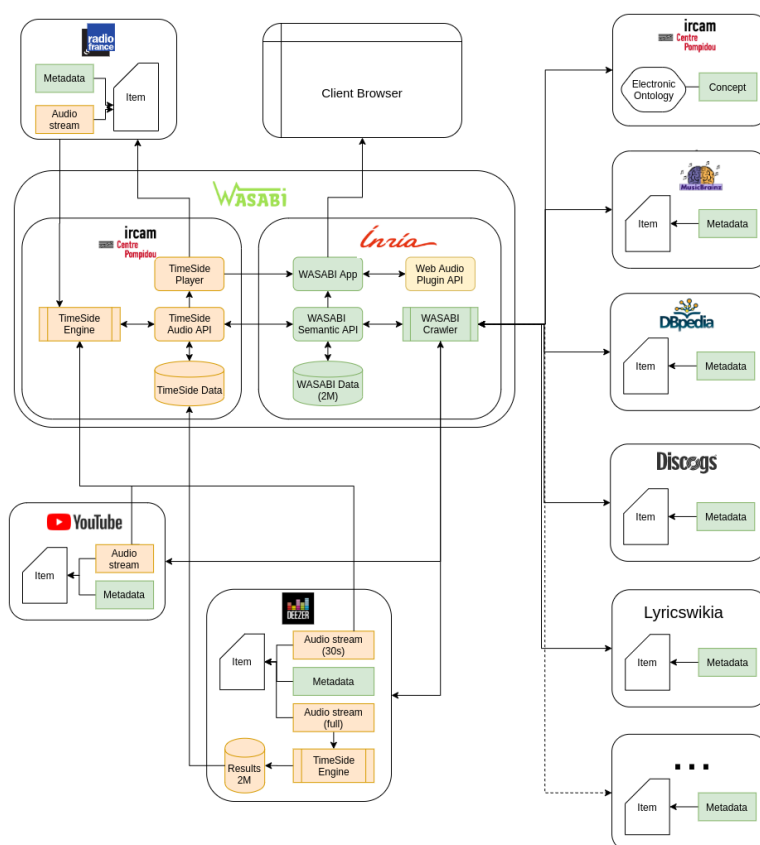 radio
france
Metadata
Audio
stream
Item
Client Browser
ircam
Centre
Pompidou
Electronic
Ontology
Concept
WASABi
MusicBrainz
Item
Metadata
ircam
Centre
Pompidou
Inria
TimeSide
Player
WASABI App
Web Audio
Plugin API
TimeSide
Engine
TimeSide
Audio API
WASABI
Semantic API
WASABI
Crawler
TimeSide Data
WASABI Data
(2M)
DBpedia
Item
Metadata
Discogs
Item
Metadata
YouTube
Audio
stream
Item
Metadata
DEEZER
Audio stream
(30s)
Item
Metadata
Audio stream
(full)
TimeSide
Engine
Results
2M
Lyricswikia
Item
Metadata
...
Item
Metadata